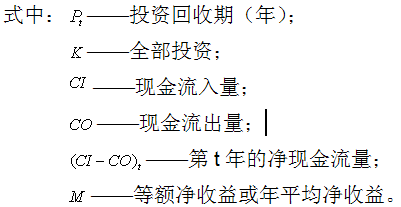 式中：Pt ——投资回收期（年）；
K ——全部投资；
CI ——现金流入量；
CO ——现金流出量；
(CI－CO)t ——第 t 年的净现金流量；
M ——等额净收益或年平均净收益。